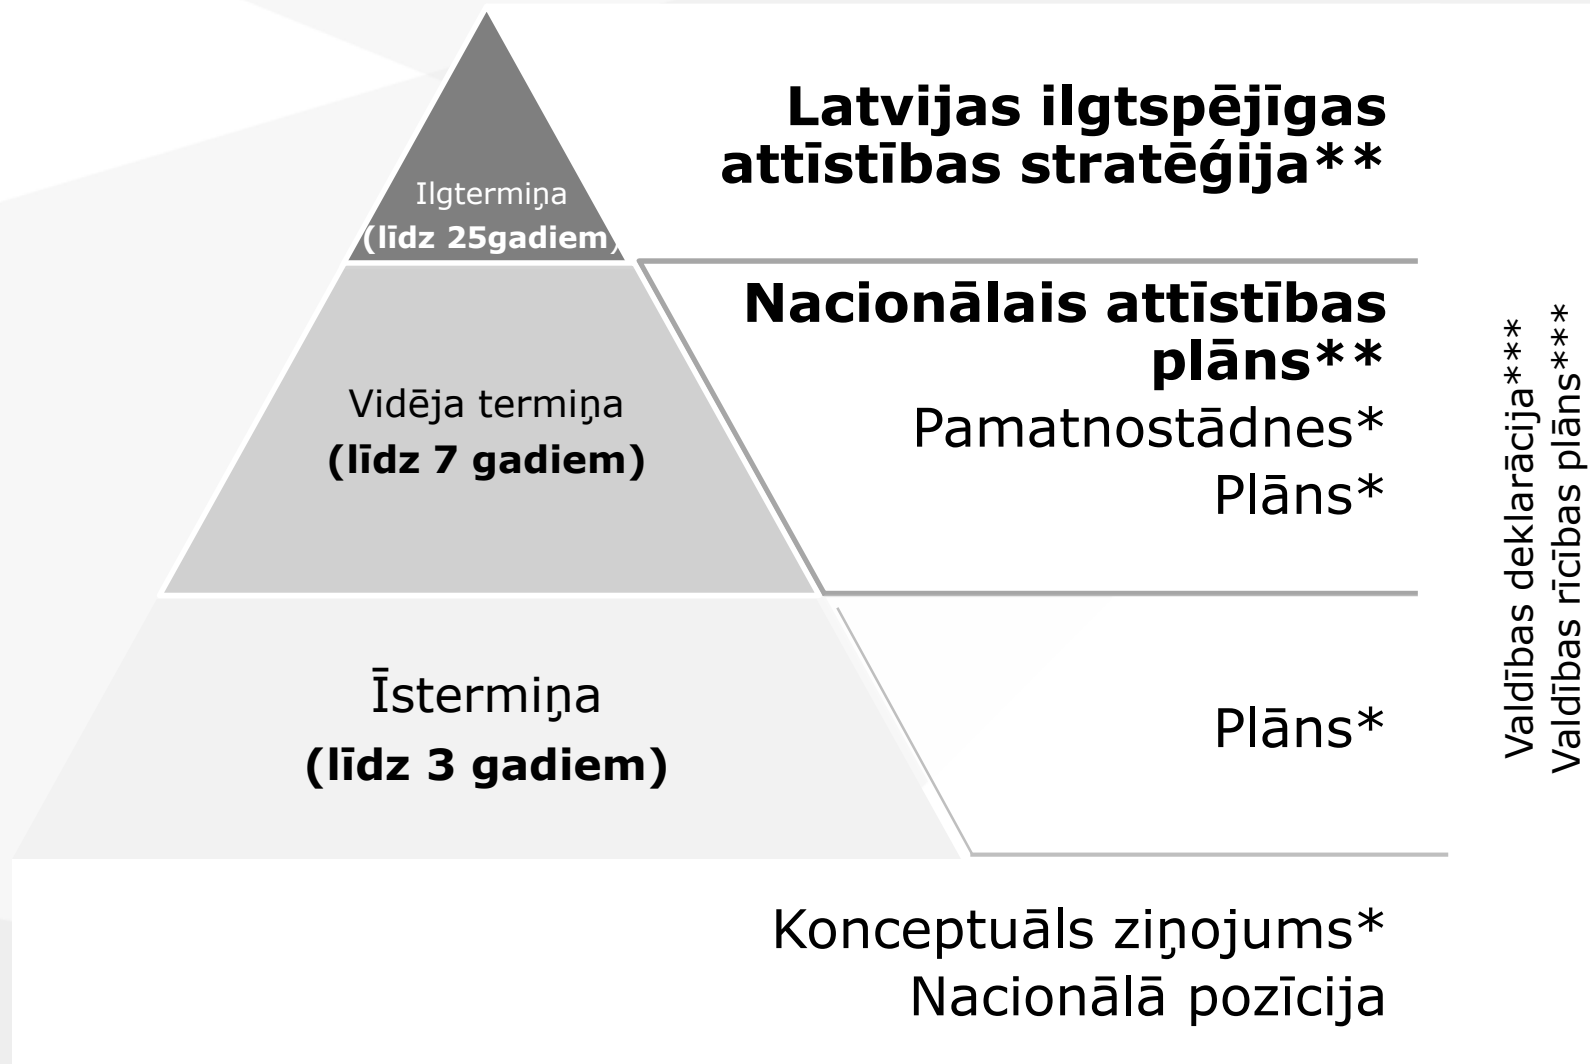 Ilgtermiņa
(līdz 25gadiem)
Latvijas ilgtspējīgas
attīstības stratēģija**
Vidēja termiņa
(līdz 7 gadiem)
Nacionālais attīstības
plāns**
Pamatnostādnes*
Plāns*
Īstermiņa
(līdz 3 gadiem)
Plāns*
Konceptuāls ziņojums*
Nacionālā pozīcija
Valdības deklarācija***
Valdības rīcības plāns***